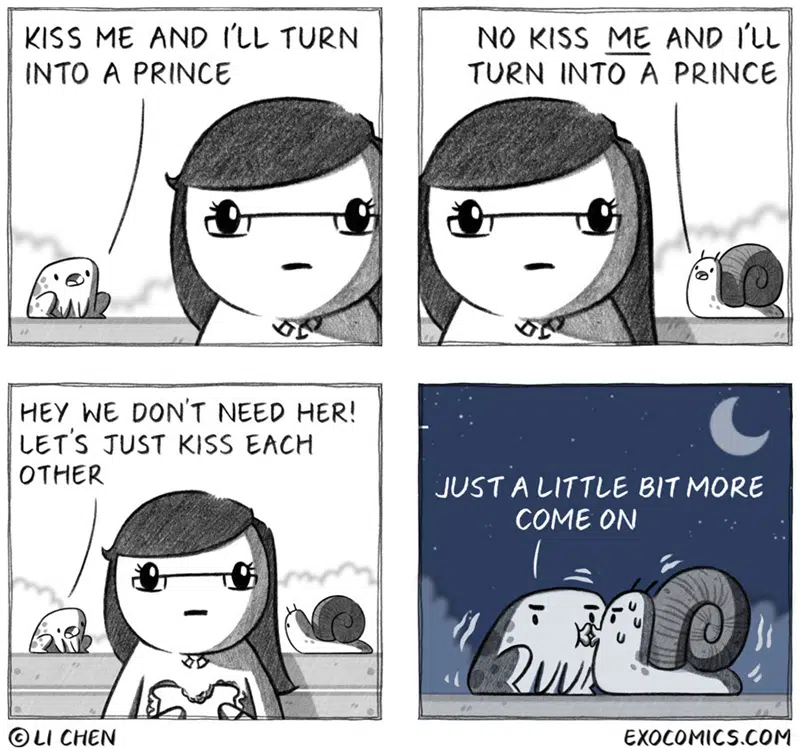 KISS ME AND I'LL TURN
INTO A PRINCE
NO KISS ME AND I'LL
TURN INTO A PRINCE
HEY WE DON'T NEED HER!
LET'S JUST KISS EACH
OTHER
JUST A LITTLE BIT MORE
COME ON
© LI CHEN
EXOCOMICS.COM